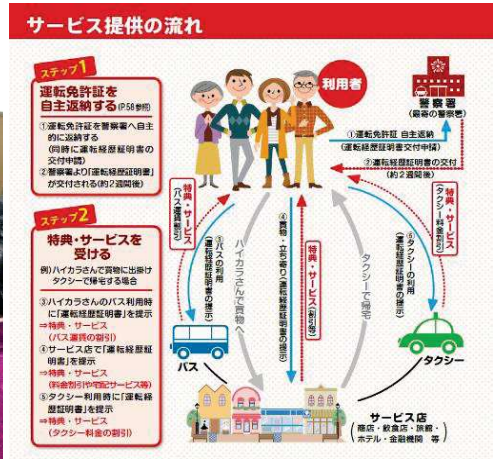 サービス提供の流れ
ステップ1
運転免許証を
自主返納する(P.58参照)
①運転免許証を警察署へ自主
的に返納する
(同時に運転経歴証明書の
交付申請)
②警察署より「運転経歴証明書」
が交付される(約2週間後)
ステップ2
特典・サービスを
受ける
例)ハイカラさんで買物に出掛け
タクシーで帰宅する場合
③ハイカラさんのバス利用時
に「運転経歴証明書」を提示
⇒特典・サービス
(バス運賃の割引)
④サービス店で「運転経歴証
明書」を提示
⇒特典・サービス
(料金割引や宅配サービス等)
⑤タクシー利用時に「運転経
歴証明書」を提示
⇒特典・サービス
(タクシー料金の割引)
利用者
警察署
(最寄の警察署)
①運転免許証 自主返納
(運転経歴証明書交付申請)
②運転経歴証明書の交付
(約2週間後)
特典・サービス
(バス運賃割引)
③バスの利用
(運転経歴証明書の提示)
ハイカラさんで買物へ
④買物・立ち寄り(運転経歴証明書の提示)
特典・サービス(割引等)
タクシーで帰宅
⑤タクシーの利用
(運転経歴証明書の提示)
特典・サービス
(タクシー料金割引)
バス
タクシー
サービス店
(商店・飲食店・旅館・
ホテル・金融機関 等)